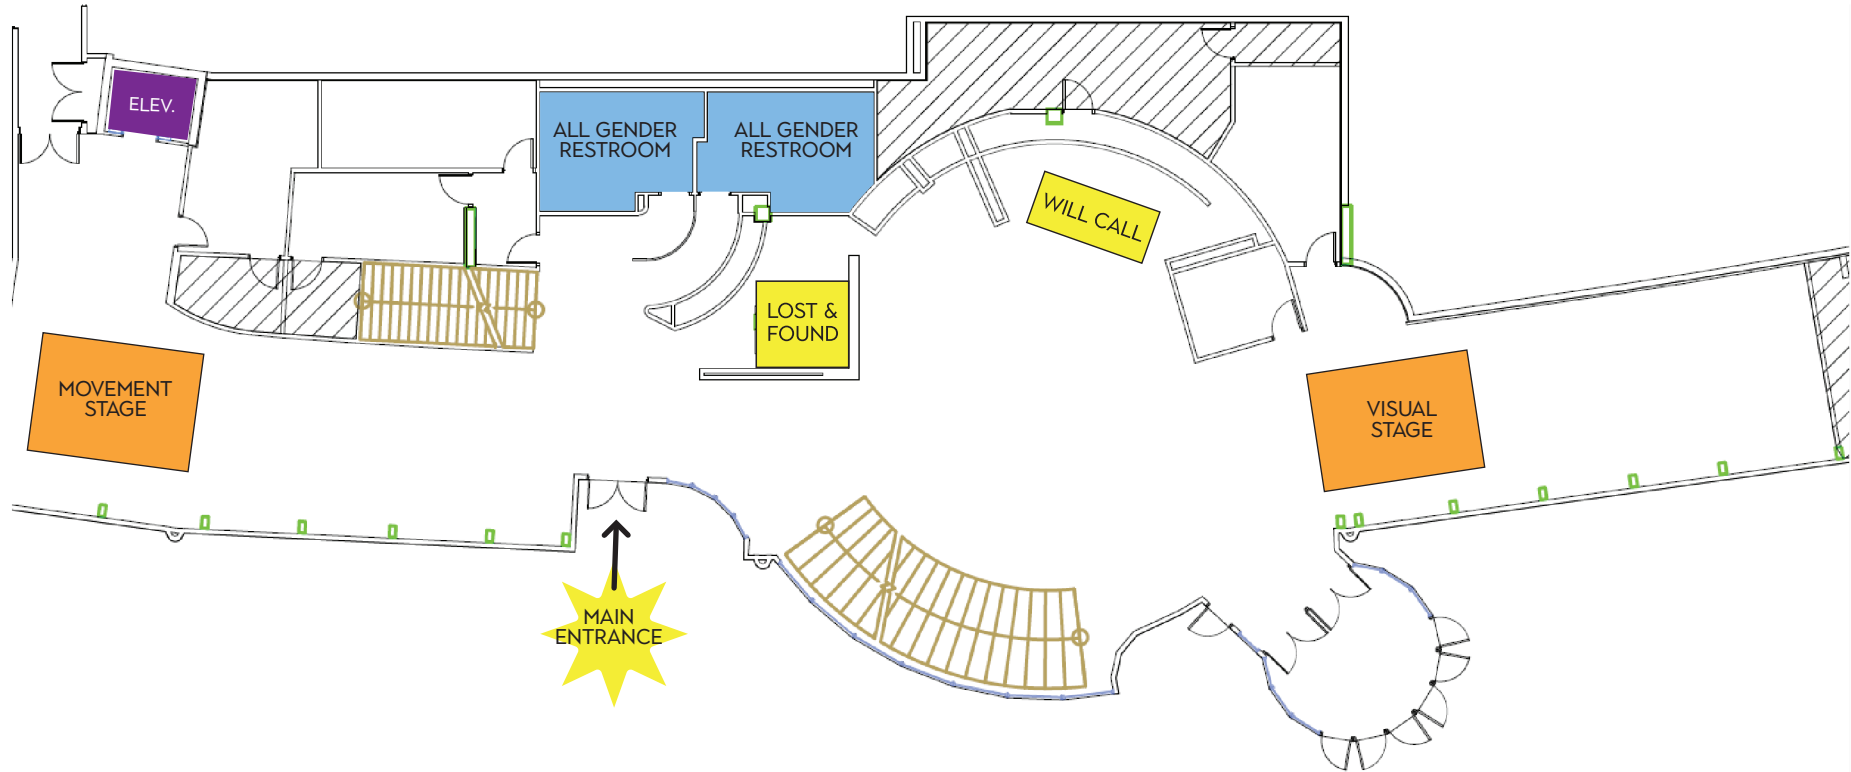 ELEV.
ALL GENDER
RESTROOM
ALL GENDER
RESTROOM
WILL CALL
LOST &
FOUND
MOVEMENT
STAGE
VISUAL
STAGE
MAIN
ENTRANCE